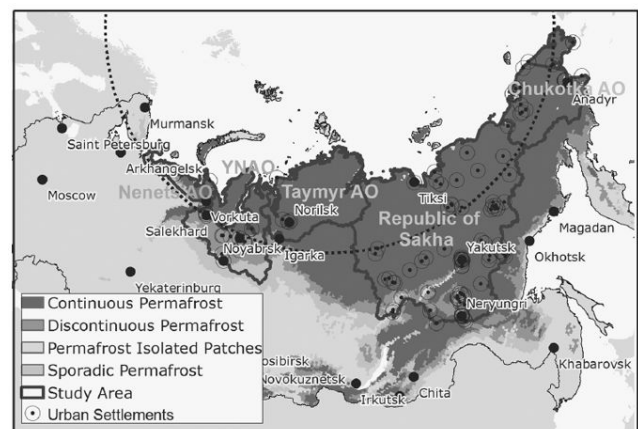 Chukotka AO
Anadyr
Murmansk
Saint Petersburg
Arkhangelsk
YNAO
Moscow
Nenets AO
Taymyr AO
Tiksi
Norilsk
Vorkuta
Republic of
Sakha
Magadan
Salekhard
Noyabrsk
Igarka
Yakutsk
Okhotsk
Yekaterinburg
Neryungri
Continuous Permafrost
Discontinuous Permafrost
Permafrost Isolated Patches
Sporadic Permafrost
Study Area
Urban Settlements
osibirsk
Novokuznetsk
Irkutsk
Chita
Khabarovsk